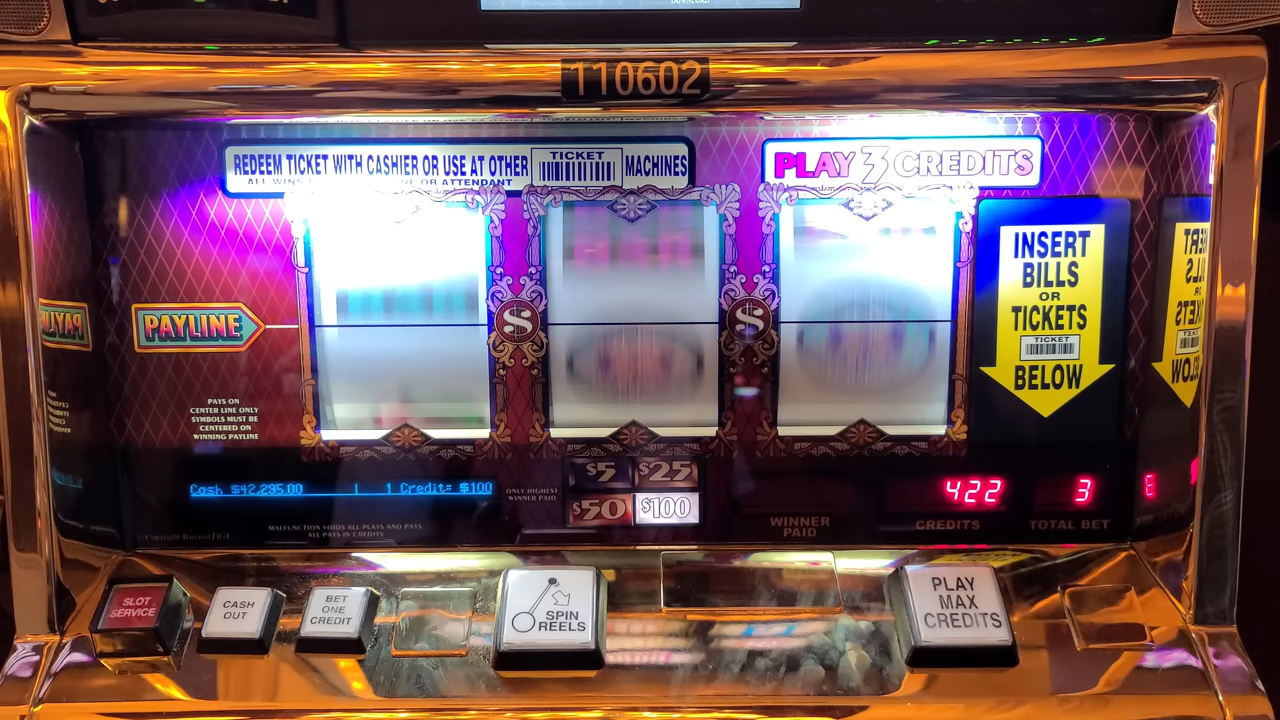 DOWNLOAD
110602
REDEEM TICKET WITH CASHIER OR USE AT OTHER TICKET MACHINES
PLAY 3 CREDITS
INSERT
BILLS
OR
TICKETS
TICKET
BELOW
PAYLINE
PAYS ON
CENTER LINE ONLY
SYMBOLS MUST BE
CENTERED ON
WINNING PAYLINE
S
S
$5 $25
$50 $100
Cash $42,295.00 1 Credit= $100
ONLY HIGHEST
WINNER PAID
MALFUNCTION VOIDS ALL PLAYS AND PAYS
ALL PAYS IN CREDITS
WINNER
PAID
422
CREDITS
3
TOTAL BET
SLOT
SERVICE
CASH
OUT
BET
ONE
CREDIT
SPIN
REELS
PLAY
MAX
CREDITS